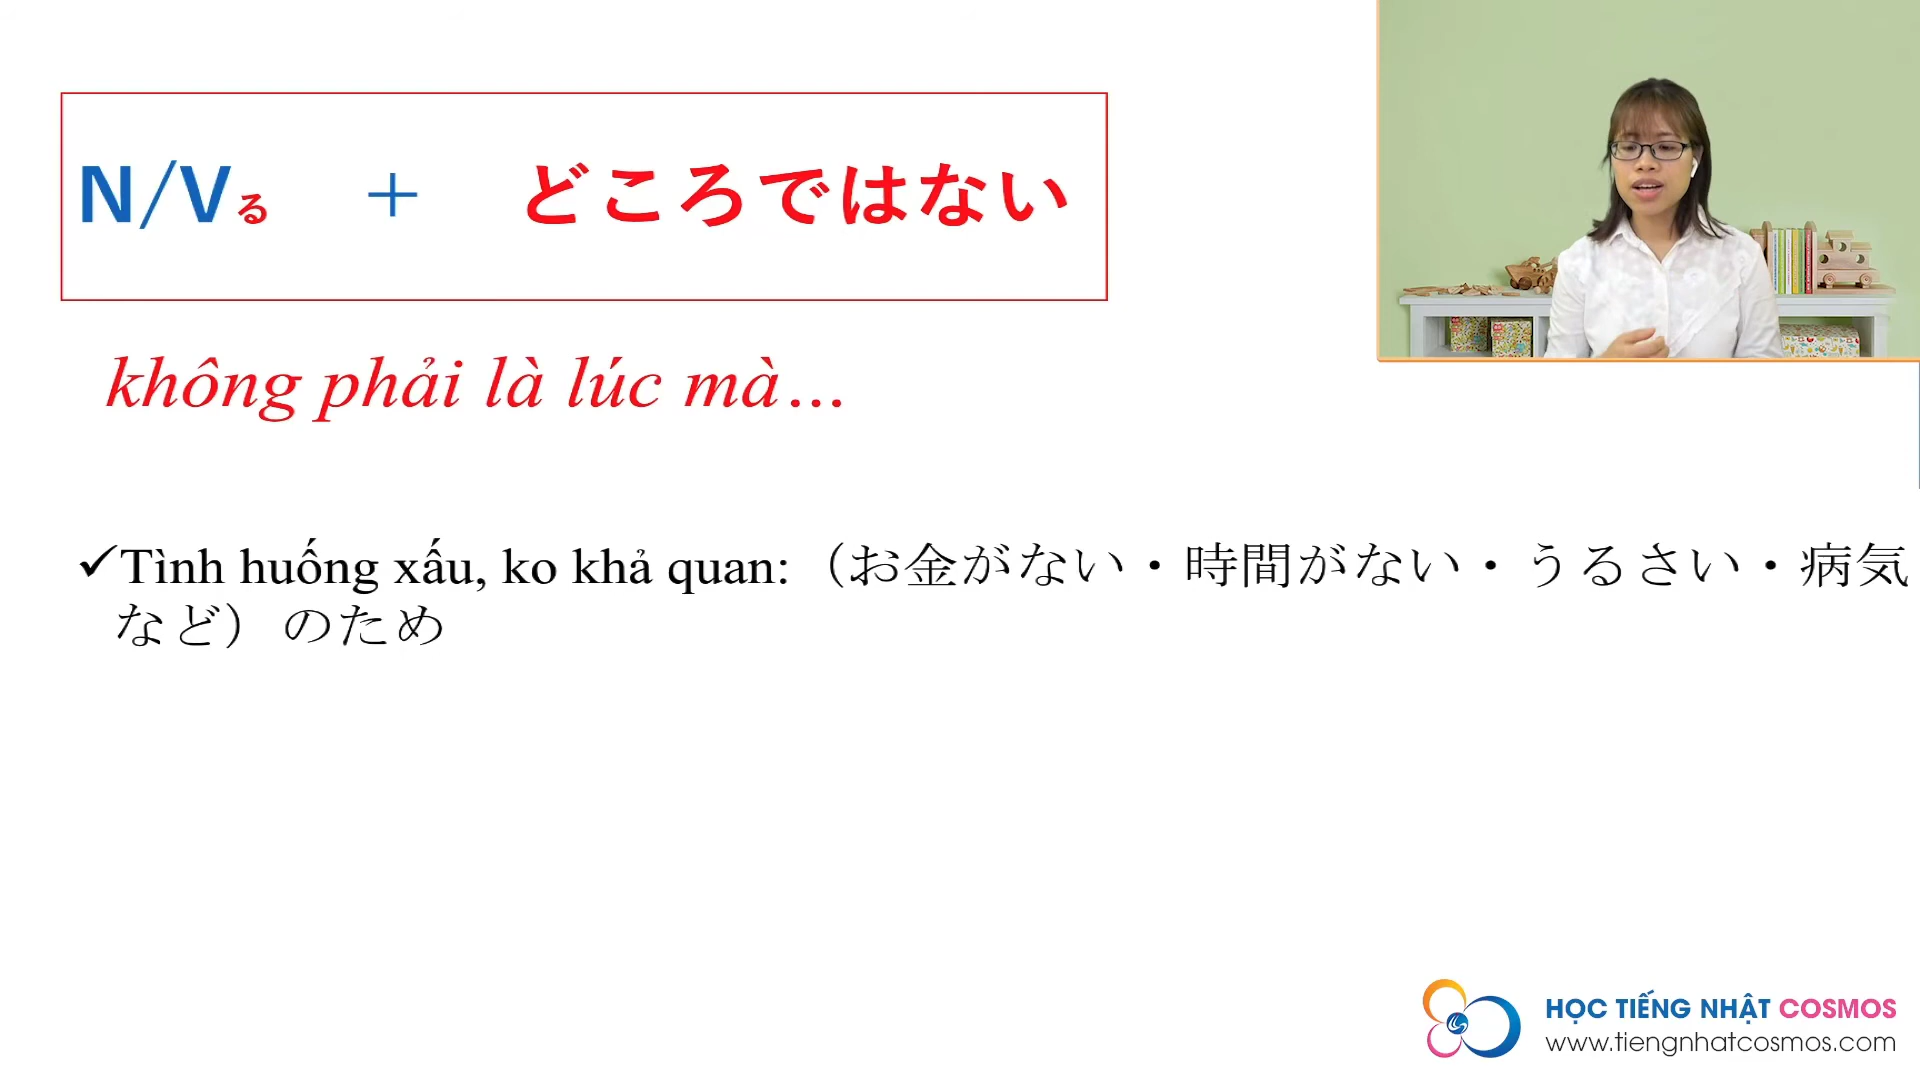 N/Vる + どころではない
không phải là lúc mà...
✓Tình huống xấu, ko khả quan:（お金がない・時間がない・うるさい・病気
など）のため
HỌC TIẾNG NHẬT COSMOS
www.tiengnhatcosmos.com